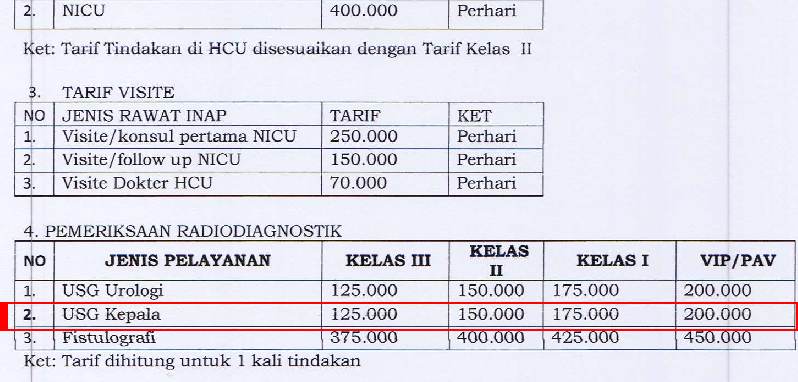 2. NICU 400.000 Perhari
Ket: Tarif Tindakan di HCU disesuaikan dengan Tarif Kelas II
3. TARIF VISITE
NO JENIS RAWAT INAP TARIF KET
1. Visite/konsul pertama NICU 250.000 Perhari
2. Visite/follow up NICU 150.000 Perhari
3. Visite Dokter HCU 70.000 Perhari
4. PEMERIKSAAN RADIODIAGNOSTIK
NO JENIS PELAYANAN KELAS III KELAS II KELAS I VIP/PAV
1. USG Urologi 125.000 150.000 175.000 200.000
2. USG Kepala 125.000 150.000 175.000 200.000
3. Fistulografi 375.000 400.000 425.000 450.000
Ket: Tarif dihitung untuk 1 kali tindakan